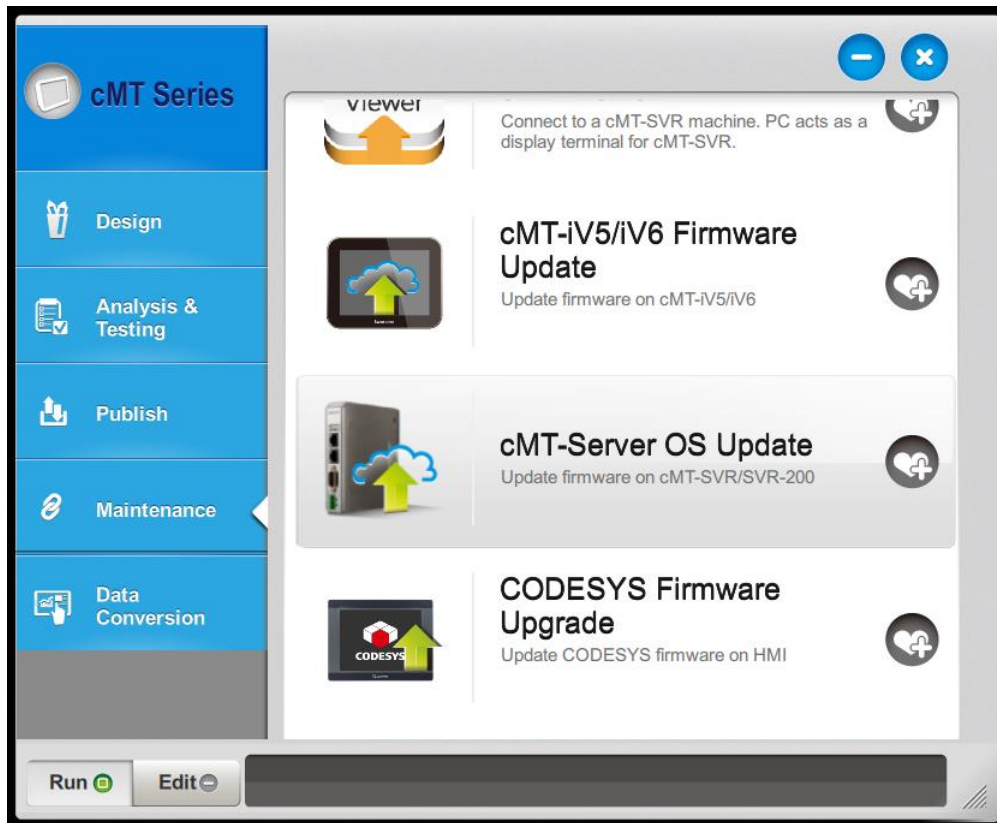 cMT Series
Design
Analysis &
Testing
Publish
Maintenance
Data
Conversion
Viewer
Connect to a cMT-SVR machine. PC acts as a
display terminal for cMT-SVR.
cMT-iV5/iV6 Firmware
Update
Update firmware on cMT-iV5/iV6
cMT-Server OS Update
Update firmware on cMT-SVR/SVR-200
CODESYS
CODESYS Firmware
Upgrade
Update CODESYS firmware on HMI
Run
Edit